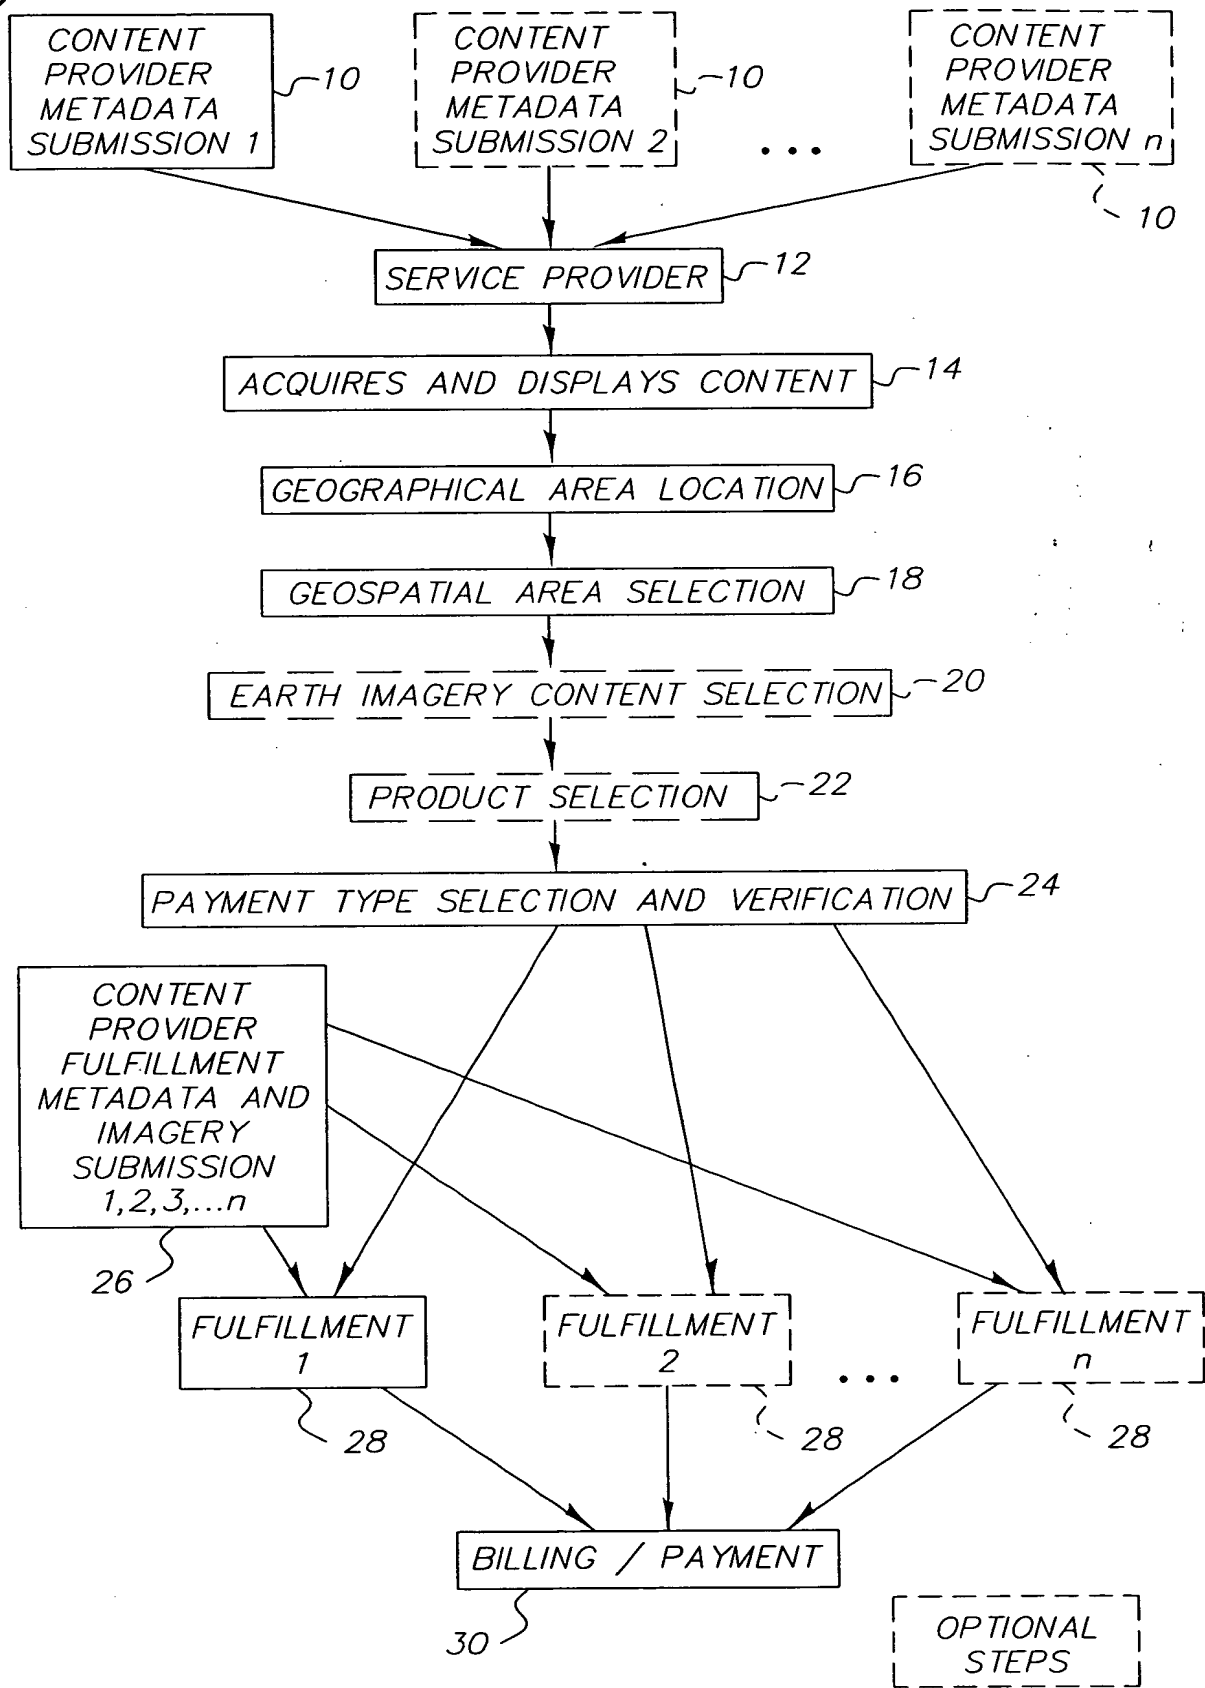 CONTENT
PROVIDER
METADATA
SUBMISSION 1
10
CONTENT
PROVIDER
METADATA
SUBMISSION 2
10
...
CONTENT
PROVIDER
METADATA
SUBMISSION n
10
SERVICE PROVIDER
12
ACQUIRES AND DISPLAYS CONTENT
14
GEOGRAPHICAL AREA LOCATION
16
GEOSPATIAL AREA SELECTION
18
EARTH IMAGERY CONTENT SELECTION
20
PRODUCT SELECTION
22
PAYMENT TYPE SELECTION AND VERIFICATION
24
CONTENT
PROVIDER
FULFILLMENT
METADATA AND
IMAGERY
SUBMISSION
1,2,3,...n
26
FULFILLMENT
1
28
FULFILLMENT
2
28
...
FULFILLMENT
n
28
BILLING / PAYMENT
30
OPTIONAL
STEPS